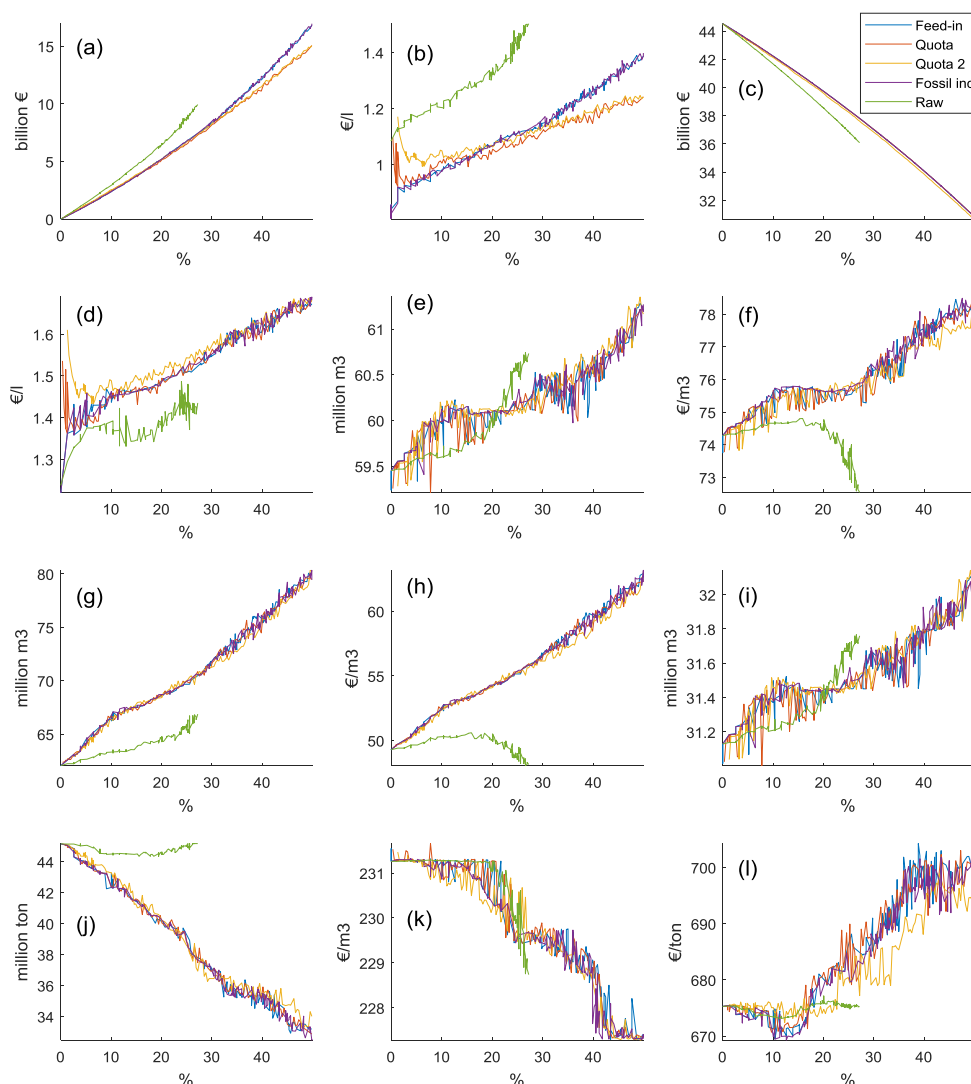 (a)
billion €
15
10
5
0
0 10 20 30 40
%
(b)
€/l
1.4
1.2
1
0 10 20 30 40
%
(c)
billion €
44
42
40
38
36
34
32
0 10 20 30 40
%
Feed-in
Quota
Quota 2
Fossil inc
Raw
(d)
€/l
1.6
1.5
1.4
1.3
0 10 20 30 40
%
(e)
million m3
61
60.5
60
59.5
0 10 20 30 40
%
(f)
€/m3
78
77
76
75
74
73
0 10 20 30 40
%
(g)
million m3
80
75
70
65
0 10 20 30 40
%
(h)
€/m3
60
55
50
0 10 20 30 40
%
(i)
million m3
32
31.8
31.6
31.4
31.2
0 10 20 30 40
%
(j)
million ton
44
42
40
38
36
34
0 10 20 30 40
%
(k)
€/m3
231
230
229
228
0 10 20 30 40
%
(l)
€/ton
700
690
680
670
0 10 20 30 40
%